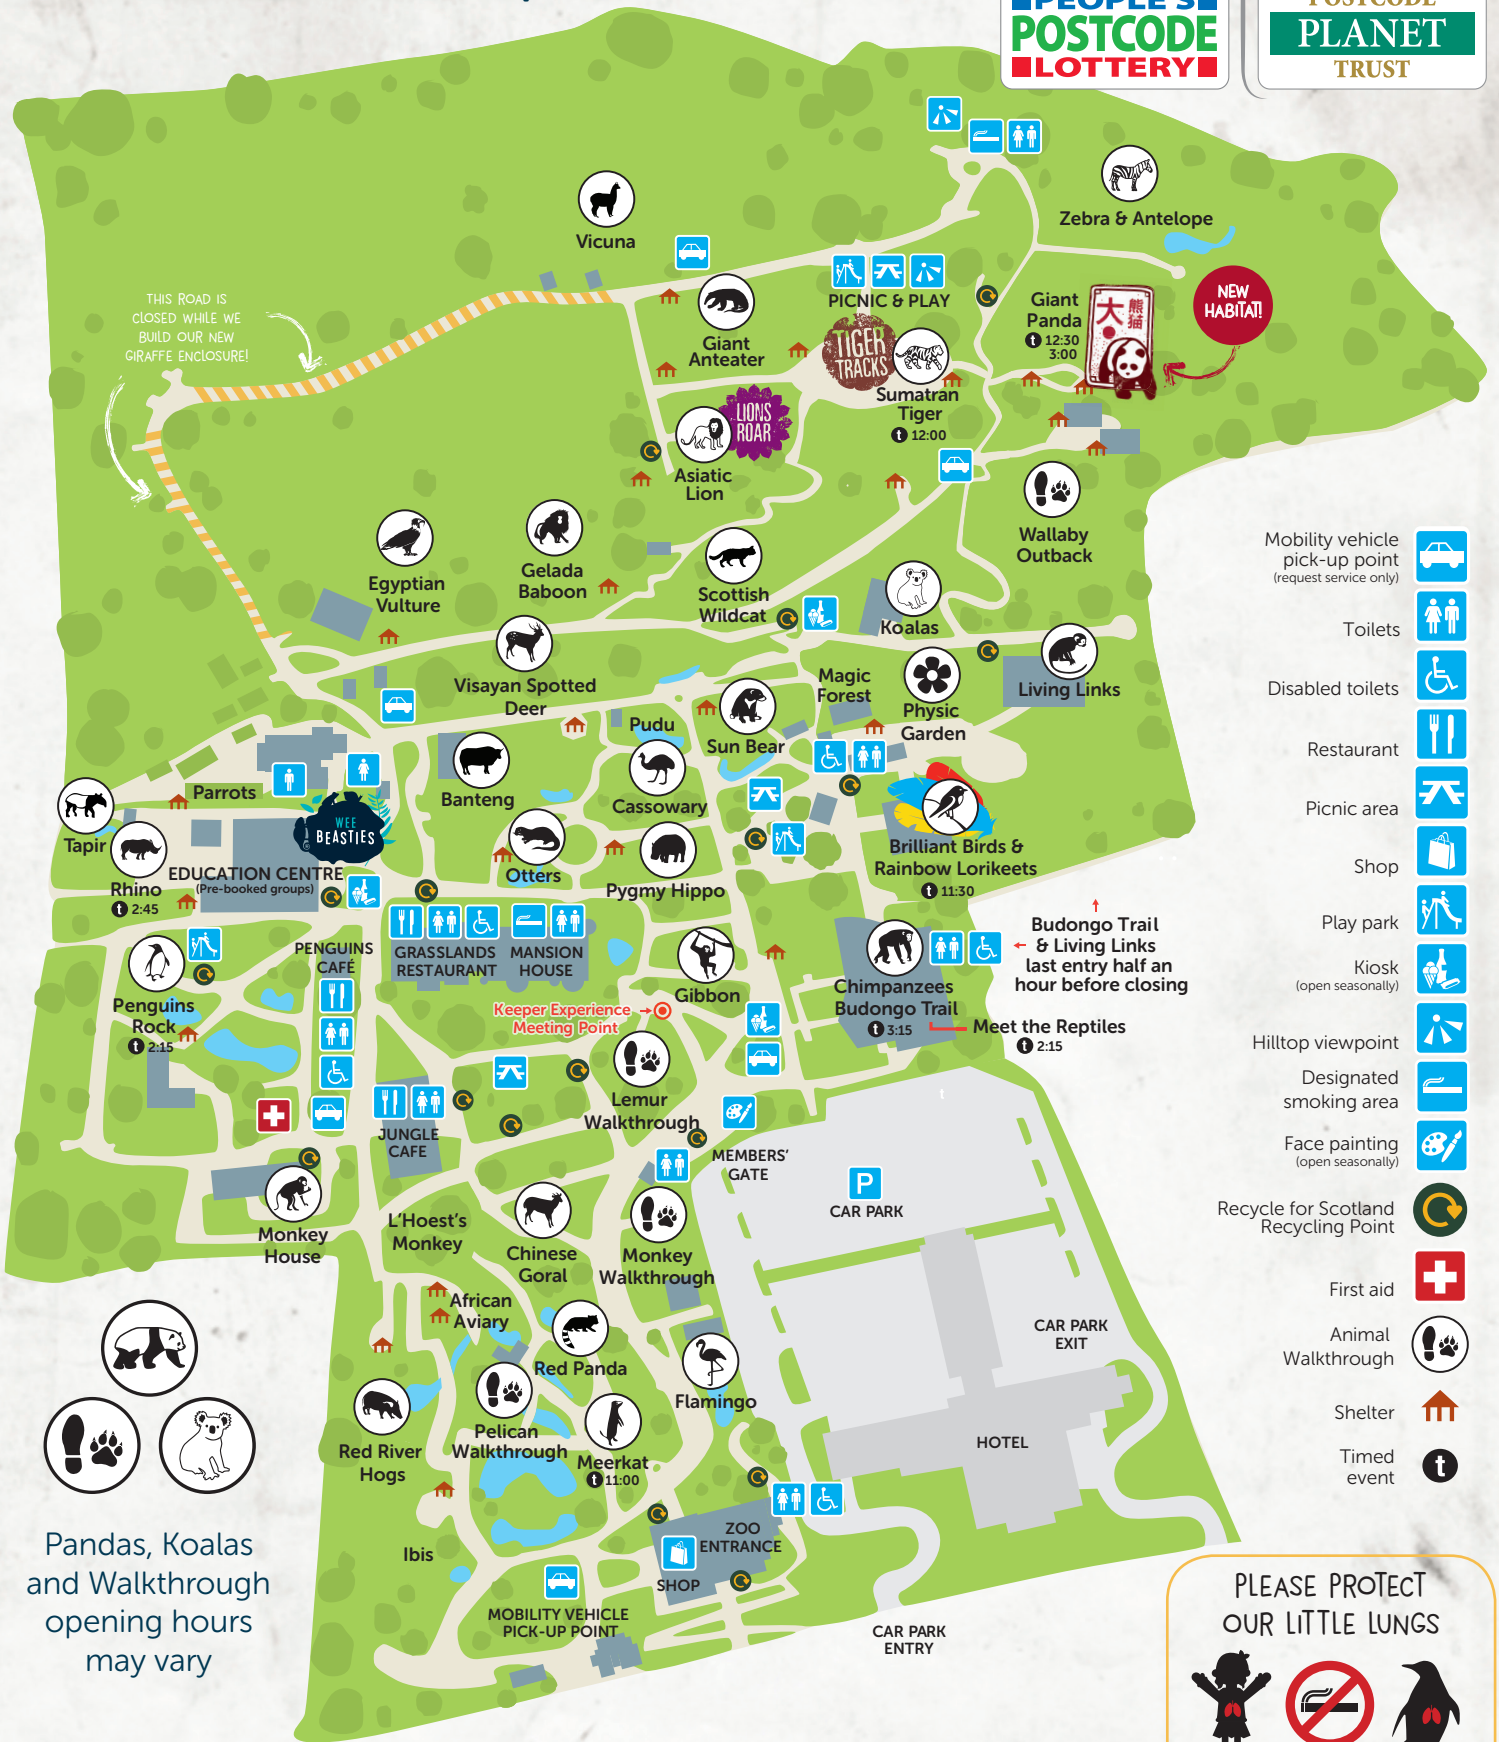 PEOPLE'S
POSTCODE
LOTTERY
POSTCODE
PLANET
TRUST
Zebra & Antelope
Vicuna
THIS ROAD IS
CLOSED WHILE WE
BUILD OUR NEW
GIRAFFE ENCLOSURE!
PICNIC & PLAY
TIGER
TRACKS
Giant
Panda
t 12:30
3:00
大
熊
猫
NEW
HABITAT!
Giant
Anteater
Sumatran
Tiger
t 12:00
LIONS
ROAR
Asiatic
Lion
Wallaby
Outback
Egyptian
Vulture
Gelada
Baboon
Scottish
Wildcat
Koalas
Visayan Spotted
Deer
Magic
Forest
Physic
Garden
Living Links
Pudu
Sun Bear
Parrots
Banteng
Cassowary
Tapir
WEE
BEASTIES
Rhino
t 2:45
EDUCATION CENTRE
(Pre-booked groups)
Otters
Pygmy Hippo
Brilliant Birds &
Rainbow Lorikeets
t 11:30
PENGUINS
CAFÉ
GRASSLANDS
RESTAURANT
MANSION
HOUSE
Budongo Trail
& Living Links
last entry half an
hour before closing
Penguins
Rock
t 2:15
Gibbon
Chimpanzees
Budongo Trail
t 3:15
Meet the Reptiles
t 2:15
Keeper Experience
Meeting Point
Lemur
Walkthrough
JUNGLE
CAFE
MEMBERS'
GATE
P
CAR PARK
Monkey
House
L'Hoest's
Monkey
Chinese
Goral
Monkey
Walkthrough
African
Aviary
Red Panda
Flamingo
CAR PARK
EXIT
Red River
Hogs
Pelican
Walkthrough
Meerkat
t 11:00
HOTEL
Ibis
ZOO
ENTRANCE
SHOP
MOBILITY VEHICLE
PICK-UP POINT
CAR PARK
ENTRY
t
Mobility vehicle
pick-up point
(request service only)
Toilets
Disabled toilets
Restaurant
Picnic area
Shop
Play park
Kiosk
(open seasonally)
Hilltop viewpoint
Designated
smoking area
Face painting
(open seasonally)
Recycle for Scotland
Recycling Point
First aid
Animal
Walkthrough
Shelter
Timed
event
t
Pandas, Koalas
and Walkthrough
opening hours
may vary
PLEASE PROTECT
OUR LITTLE LUNGS